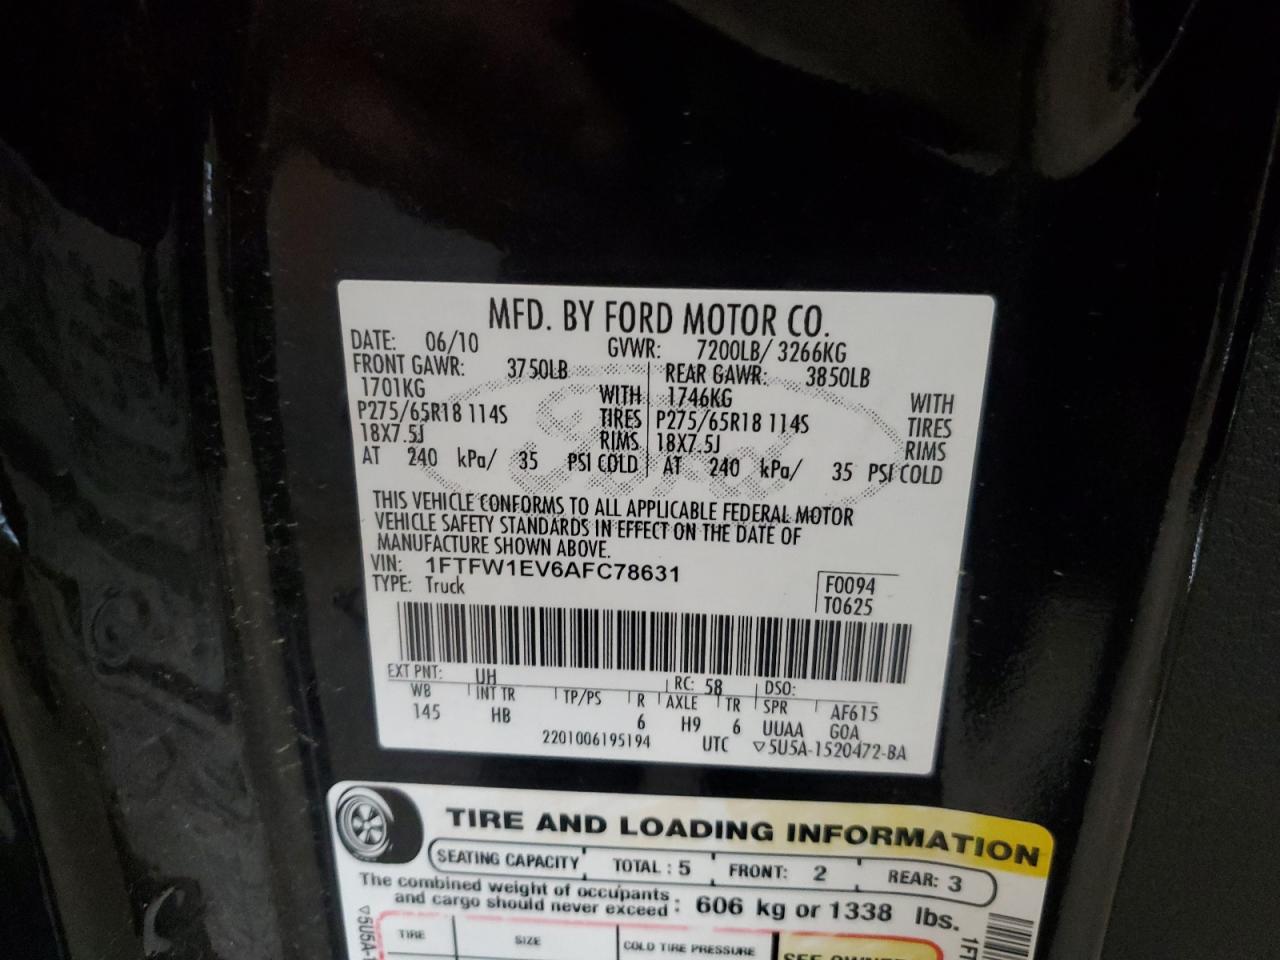 MFD. BY FORD MOTOR CO.
DATE: 06/10 GVWR: 7200LB/ 3266KG
FRONT GAWR: 3750LB REAR GAWR: 3850LB
1701KG WITH 1746KG WITH
P275/65R18 114S TIRES P275/65R18 114S TIRES
18X7.5J RIMS 18X7.5J RIMS
AT 240 kPa/ 35 PSI COLD AT 240 kPa/ 35 PSI COLD
THIS VEHICLE CONFORMS TO ALL APPLICABLE FEDERAL MOTOR
VEHICLE SAFETY STANDARDS IN EFFECT ON THE DATE OF
MANUFACTURE SHOWN ABOVE.
VIN: 1FTFW1EV6AFC78631
TYPE: Truck F0094
T0625
EXT PNT: UH RC: 58 DSO:
WB INT TR TP/PS R AXLE TR SPR AF615
145 HB 6 H9 6 UUAA GOA
2201006195194 UTC ▽5U5A-1520472-BA
TIRE AND LOADING INFORMATION
SEATING CAPACITY TOTAL : 5 FRONT: 2 REAR: 3
The combined weight of occupants
and cargo should never exceed : 606 kg or 1338 lbs.
TIRE SIZE COLD TIRE PRESSURE
▽5U5A-
1FT